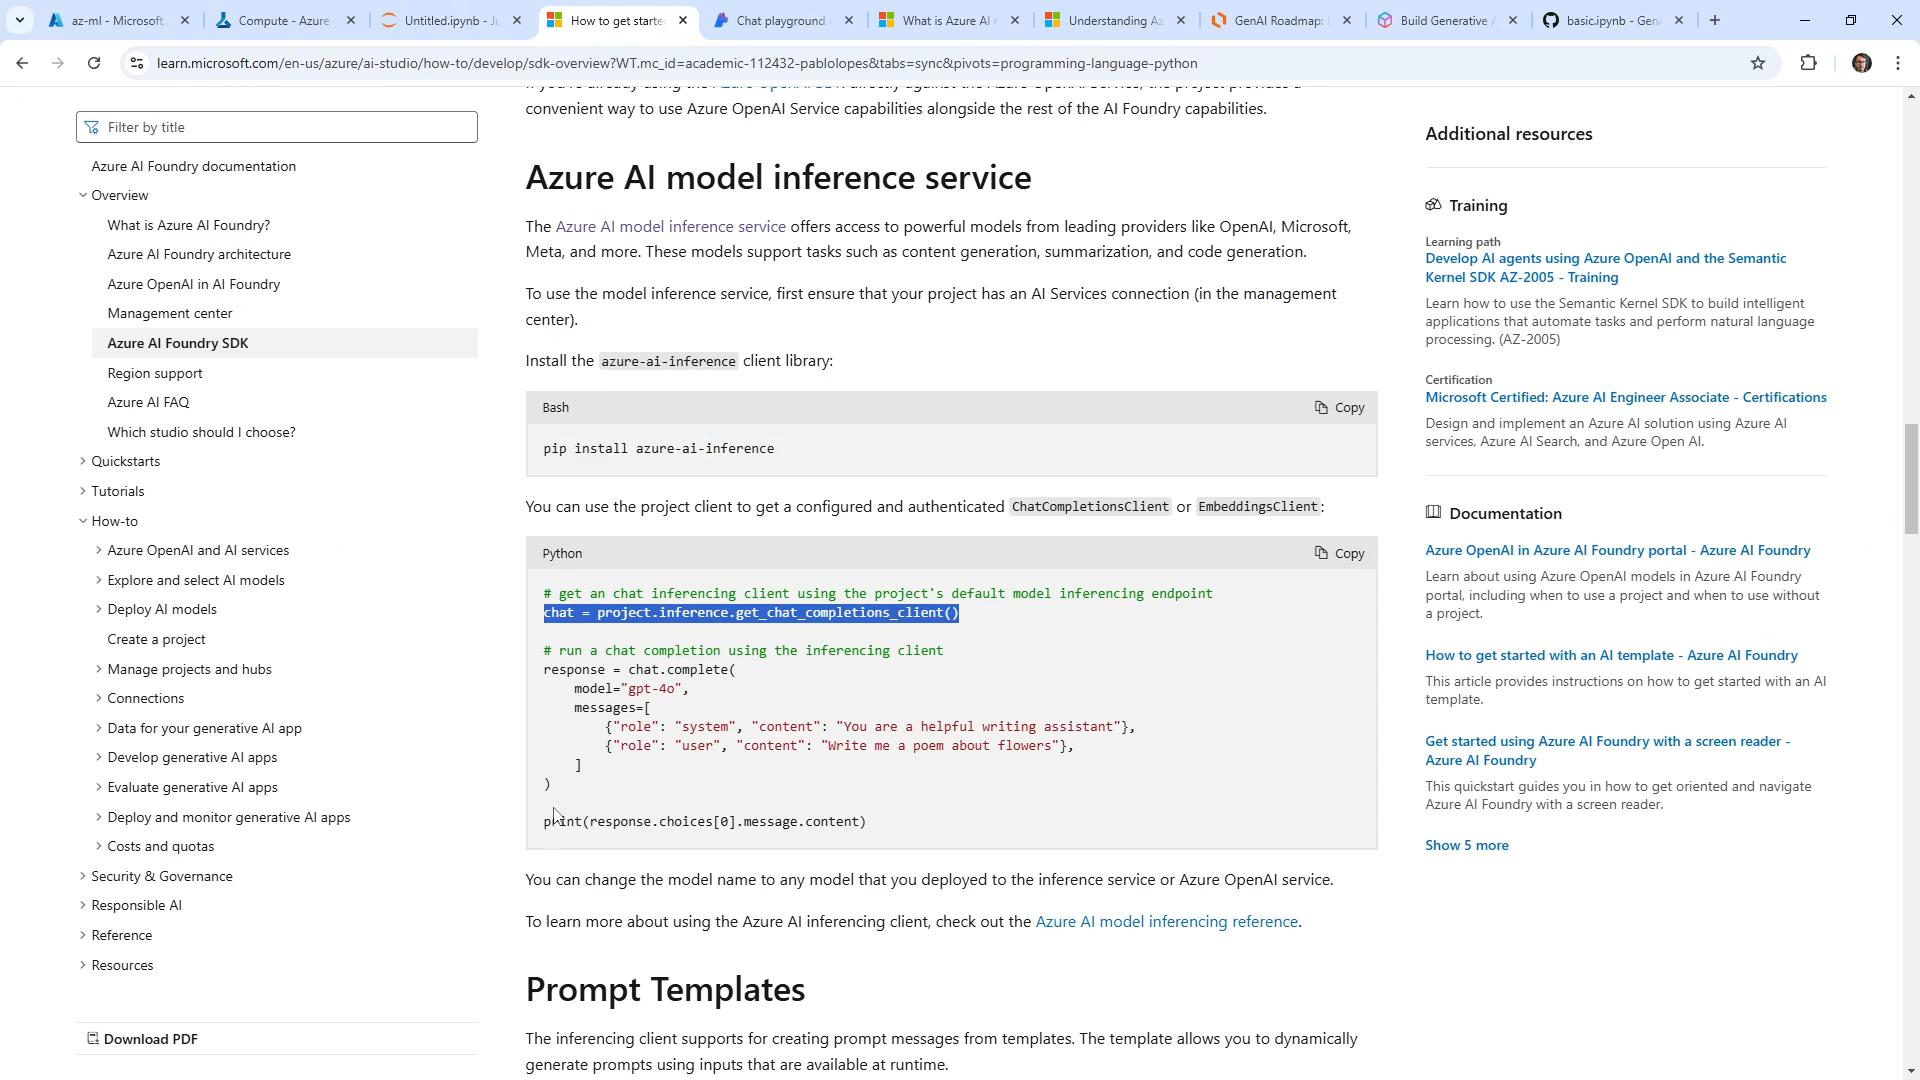 az-ml - Microsoft
Compute - Azure
Untitled.ipynb - Ju
How to get starte
Chat playground -
What is Azure AI
Understanding Az
GenAI Roadmap:
Build Generative
basic.ipynb - Gen
learn.microsoft.com/en-us/azure/ai-studio/how-to/develop/sdk-overview?WT.mc_id=academic-112432-pablolopes&tabs=sync&pivots=programming-language-python
Filter by title
Azure AI Foundry documentation
Overview
What is Azure AI Foundry?
Azure AI Foundry architecture
Azure OpenAI in AI Foundry
Management center
Azure AI Foundry SDK
Region support
Azure AI FAQ
Which studio should I choose?
Quickstarts
Tutorials
How-to
Azure OpenAI and AI services
Explore and select AI models
Deploy AI models
Create a project
Manage projects and hubs
Connections
Data for your generative AI app
Develop generative AI apps
Evaluate generative AI apps
Deploy and monitor generative AI apps
Costs and quotas
Security & Governance
Responsible AI
Reference
Resources
Download PDF
convenient way to use Azure OpenAI Service capabilities alongside the rest of the AI Foundry capabilities.
Azure AI model inference service
The Azure AI model inference service offers access to powerful models from leading providers like OpenAI, Microsoft,
Meta, and more. These models support tasks such as content generation, summarization, and code generation.
To use the model inference service, first ensure that your project has an AI Services connection (in the management
center).
Install the azure-ai-inference client library:
Bash
Copy
pip install azure-ai-inference
You can use the project client to get a configured and authenticated ChatCompletionsClient or EmbeddingsClient:
Python
Copy
# get an chat inferencing client using the project's default model inferencing endpoint
chat = project.inference.get_chat_completions_client()
# run a chat completion using the inferencing client
response = chat.complete(
model="gpt-4o",
messages=[
{"role": "system", "content": "You are a helpful writing assistant"},
{"role": "user", "content": "Write me a poem about flowers"},
]
)
print(response.choices[0].message.content)
You can change the model name to any model that you deployed to the inference service or Azure OpenAI service.
To learn more about using the Azure AI inferencing client, check out the Azure AI model inferencing reference.
Prompt Templates
The inferencing client supports for creating prompt messages from templates. The template allows you to dynamically
generate prompts using inputs that are available at runtime.
Additional resources
Training
Learning path
Develop AI agents using Azure OpenAI and the Semantic
Kernel SDK AZ-2005 - Training
Learn how to use the Semantic Kernel SDK to build intelligent
applications that automate tasks and perform natural language
processing. (AZ-2005)
Certification
Microsoft Certified: Azure AI Engineer Associate - Certifications
Design and implement an Azure AI solution using Azure AI
services, Azure AI Search, and Azure Open AI.
Documentation
Azure OpenAI in Azure AI Foundry portal - Azure AI Foundry
Learn about using Azure OpenAI models in Azure AI Foundry
portal, including when to use a project and when to use without
a project.
How to get started with an AI template - Azure AI Foundry
This article provides instructions on how to get started with an AI
template.
Get started using Azure AI Foundry with a screen reader -
Azure AI Foundry
This quickstart guides you in how to get oriented and navigate
Azure AI Foundry with a screen reader.
Show 5 more